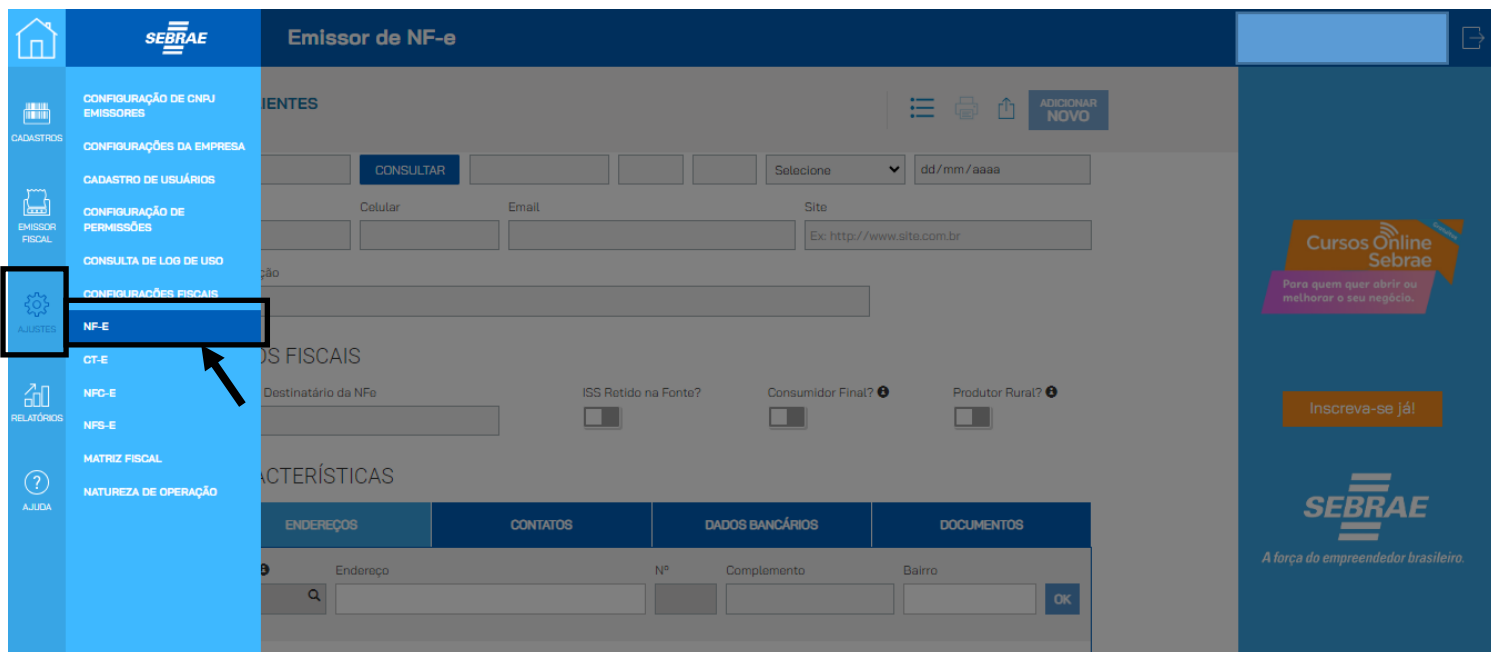 SEBRAE
Emissor de NF-e
CADASTROS
EMISSOR
FISCAL
AJUSTES
RELATÓRIOS
AJUDA
CONFIGURAÇÃO DE CNPJ
EMISSORES
CONFIGURAÇÕES DA EMPRESA
CADASTRO DE USUÁRIOS
CONFIGURAÇÃO DE
PERMISSÕES
CONSULTA DE LOG DE USO
CONFIGURAÇÕES FISCAIS
NF-E
CT-E
NFC-E
NFS-E
MATRIZ FISCAL
NATUREZA DE OPERAÇÃO
IENTES
ADICIONAR
NOVO
CONSULTAR
Selecione
dd/mm/aaaa
Celular Email Site
Ex: http://www.site.com.br
ção
OS FISCAIS
Destinatário da NFe ISS Retido na Fonte? Consumidor Final? Produtor Rural?
ACTERÍSTICAS
ENDEREÇOS CONTATOS DADOS BANCÁRIOS DOCUMENTOS
Endereço Nº Complemento Bairro
OK
Cursos Online
Sebrae
Gratuitos
Para quem quer abrir ou
melhorar o seu negócio.
Inscreva-se já!
SEBRAE
A força do empreendedor brasileiro.